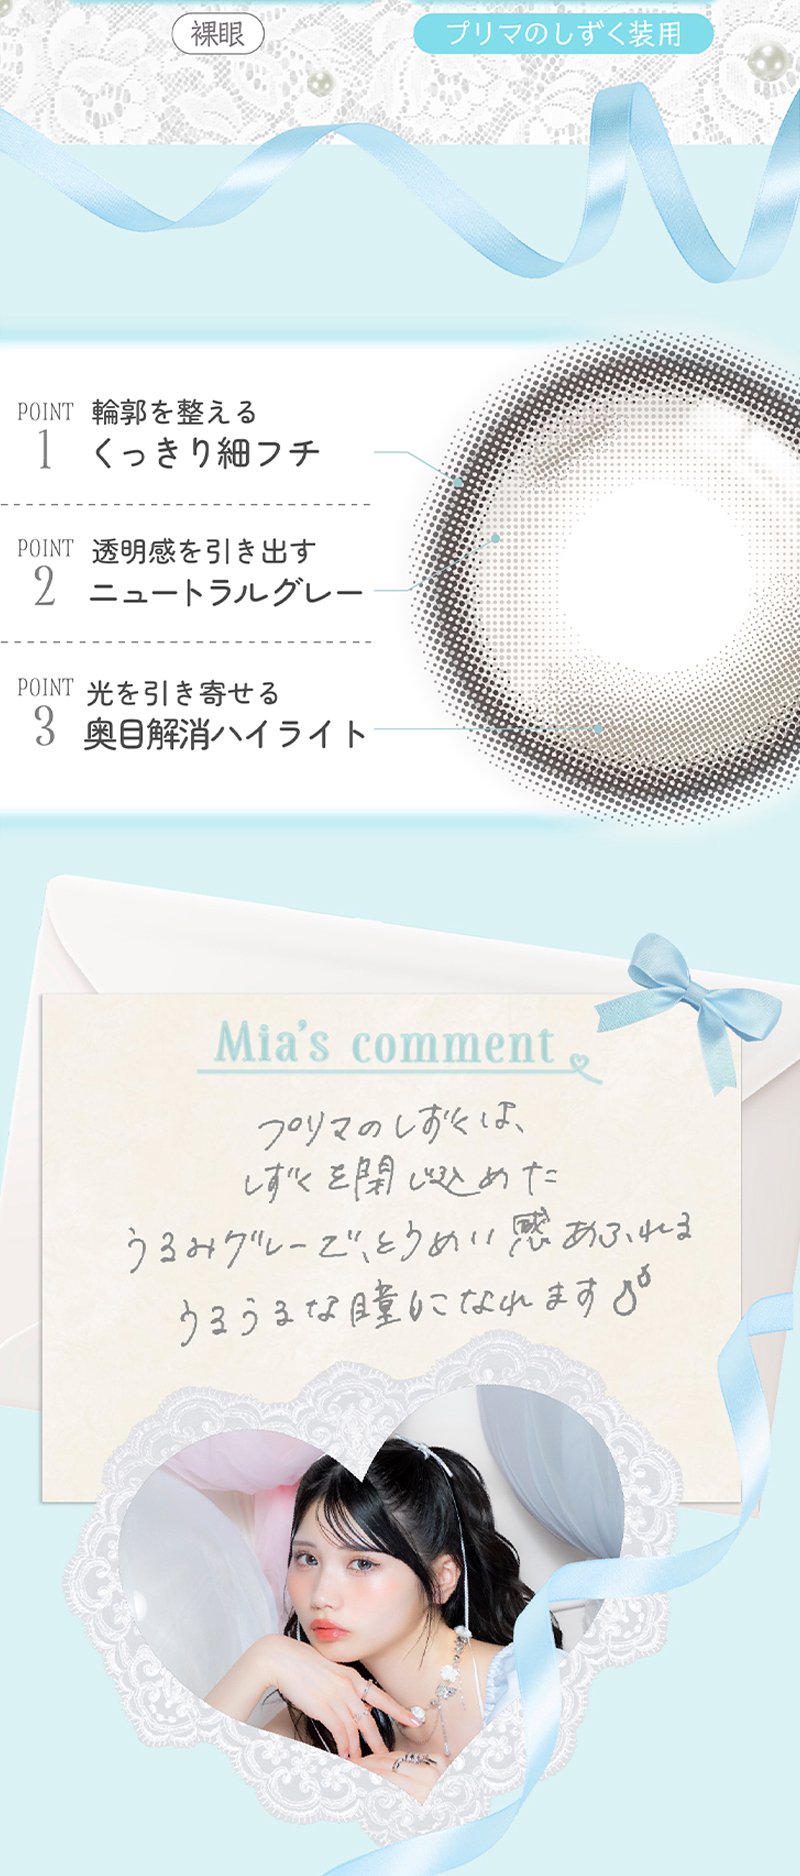 裸眼
プリマのしずく装用
POINT 1
輪郭を整える
くっきり細フチ
POINT 2
透明感を引き出す
ニュートラルグレー
POINT 3
光を引き寄せる
奥目解消ハイライト
Mia's comment
プリマのしずくは、
しずくを閉じ込めた
うるみグレーで、とうめい感あふれる
うるうるな瞳になれます